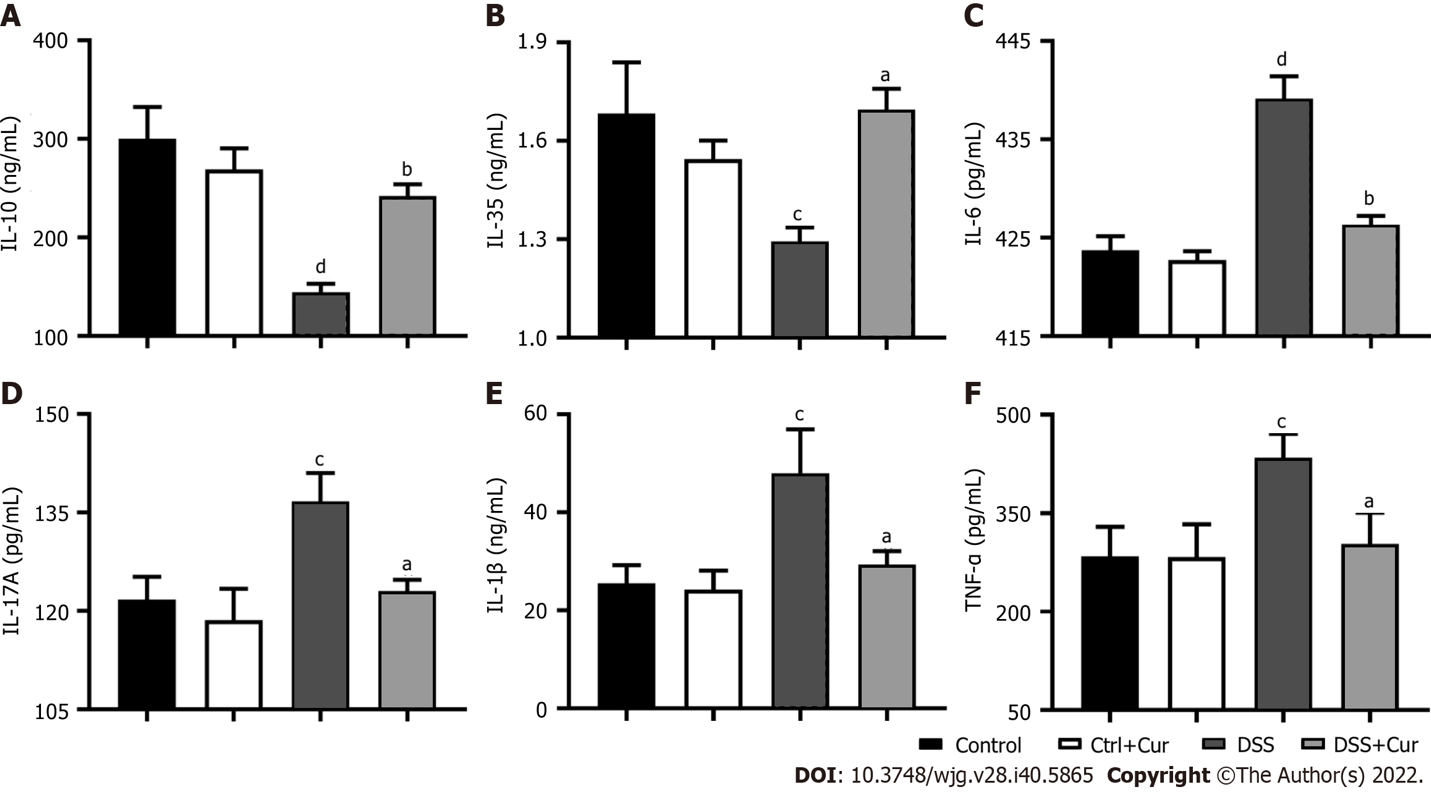 A
400
300
200
100
IL-10 (ng/mL)
d
b
B
1.9
1.6
1.3
1.0
IL-35 (ng/mL)
c
a
C
445
435
425
415
IL-6 (pg/mL)
d
b
D
150
135
120
105
IL-17A (pg/mL)
c
a
E
60
40
20
0
IL-1β (ng/mL)
c
a
F
500
350
200
50
TNF-α (pg/mL)
c
a
Control Ctrl+Cur DSS DSS+Cur
DOI: 10.3748/wjg.v28.i40.5865 Copyright ©The Author(s) 2022.